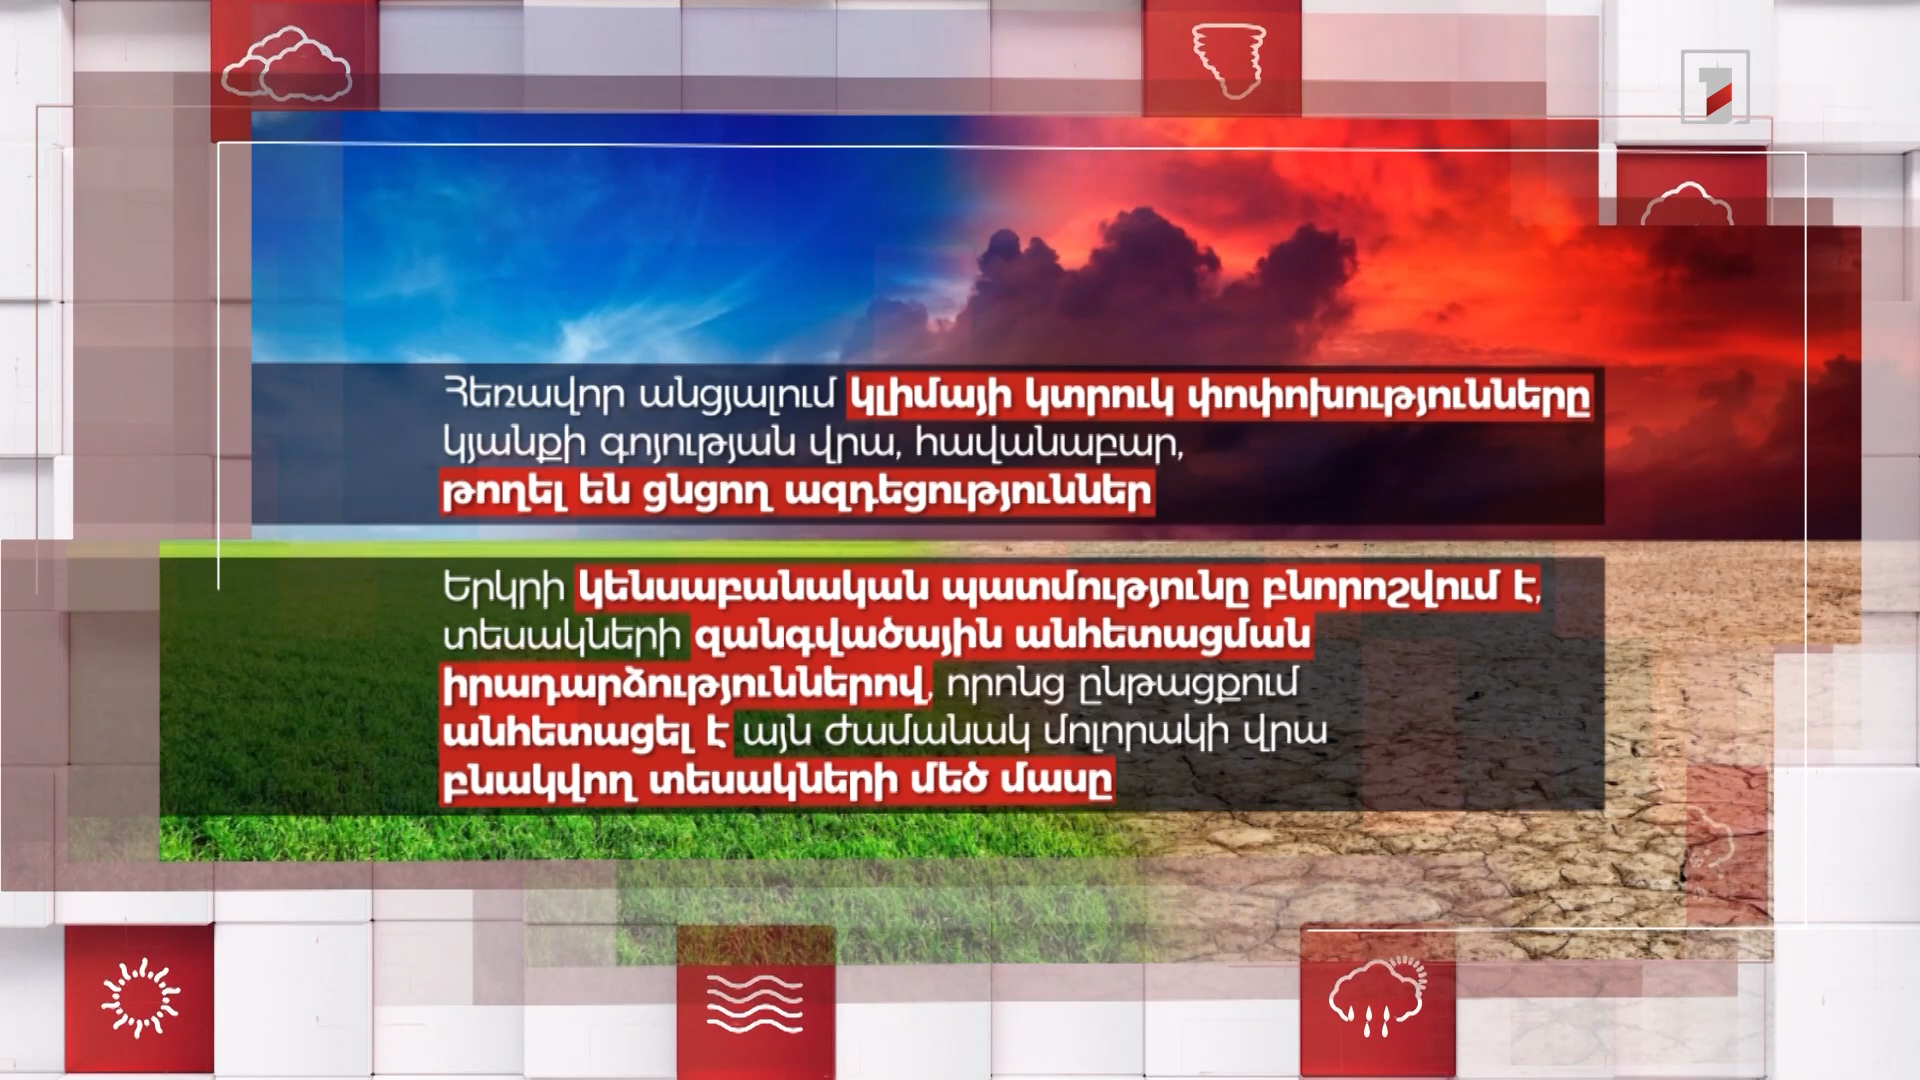 Հեռավոր անցյալում կլիմայի կտրուկ փոփոխությունները
կյանքի գոյության վրա, հավանաբար,
թողել են ցնցող ազդեցություններ
Երկրի կենսաբանական պատմությունը բնորոշվում է,
տեսակների զանգվածային անհետացման
իրադարձություններով, որոնց ընթացքում
անհետացել է այն ժամանակ մոլորակի վրա
բնակվող տեսակների մեծ մասը